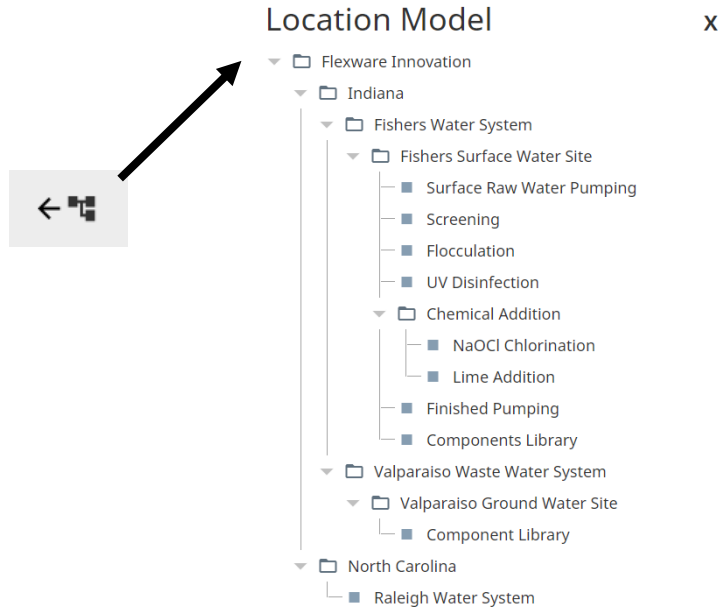 Location Model
X
Flexware Innovation
Indiana
Fishers Water System
Fishers Surface Water Site
Surface Raw Water Pumping
Screening
Flocculation
UV Disinfection
Chemical Addition
NaOCl Chlorination
Lime Addition
Finished Pumping
Components Library
Valparaiso Waste Water System
Valparaiso Ground Water Site
Component Library
North Carolina
Raleigh Water System